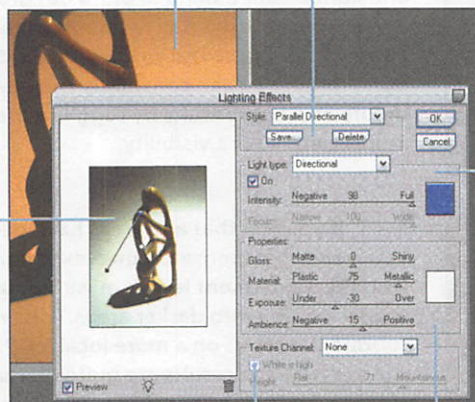 Lighting Effects
Style: Parallel Directional
Save... Delete...
OK
Cancel
Light type: Directional
On
Intensity: Negative 98 Full
Focus: Narrow 100 Wide
Properties:
Gloss: Matte 0 Shiny
Material: Plastic 75 Metallic
Exposure: Under -30 Over
Ambience: Negative 15 Positive
Texture Channel: None
White is high
Height: Flat 71 Mountainous
Preview